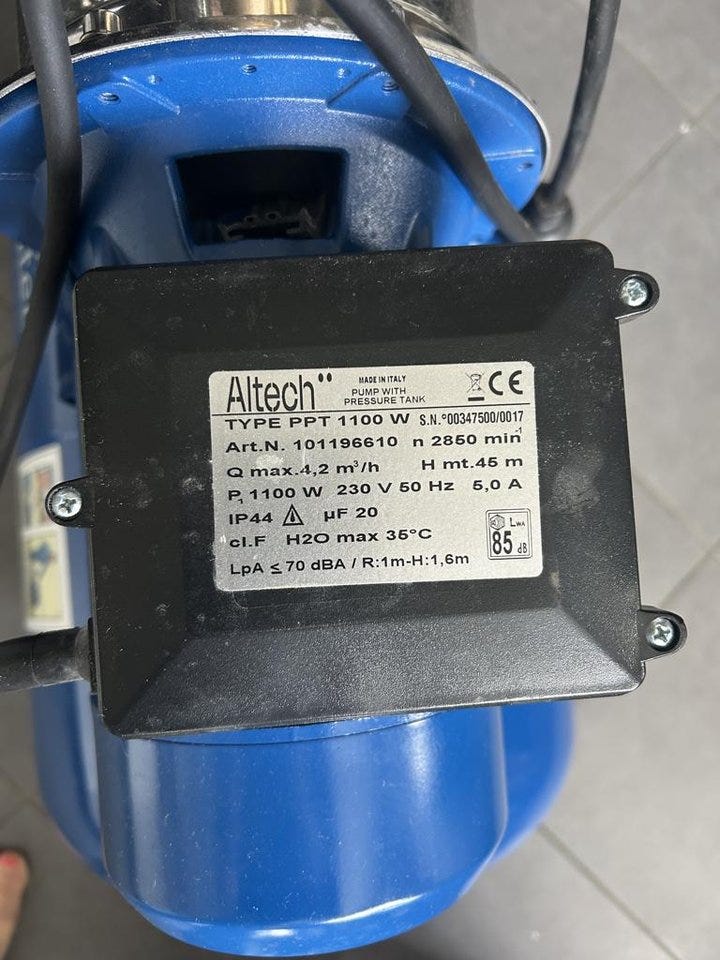 Altech
MADE IN ITALY
PUMP WITH
PRESSURE TANK
CE
TYPE PPT 1100 W S.N.°00347500/0017
Art.N. 101196610 n 2850 min-1
Q max.4,2 m³/h H mt.45 m
P1 1100 W 230 V 50 Hz 5,0 A
IP44 µF 20
cl.F H2O max 35°C
LWA
85 dB
LpA ≤ 70 dBA / R:1m-H:1,6m